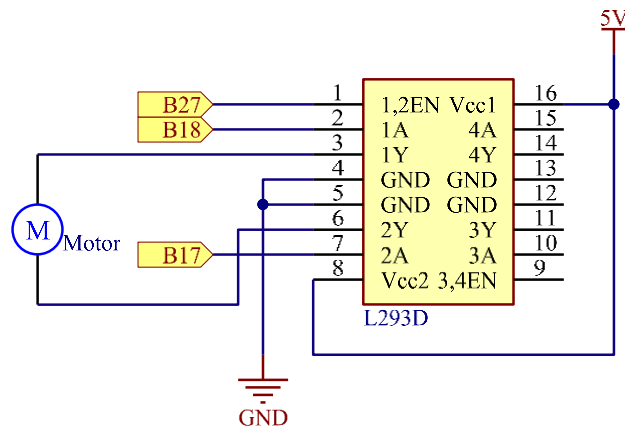 5V
B27 1 1,2EN Vcc1 16
B18 2 1A 4A 15
3 1Y 4Y 14
4 GND GND 13
5 GND GND 12
6 2Y 3Y 11
M Motor B17 7 2A 3A 10
8 Vcc2 3,4EN 9
L293D
GND